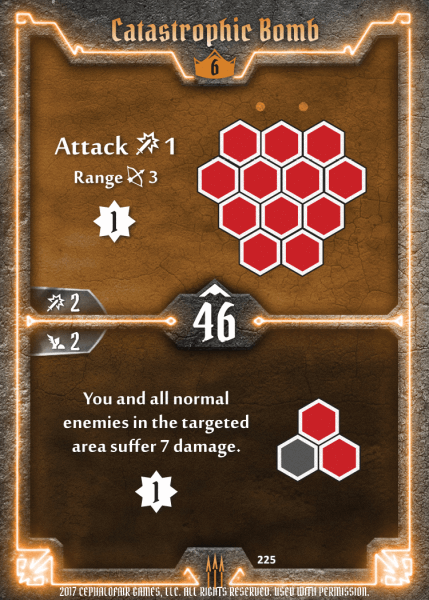 Catastrophic Bomb
6
Attack 1
Range 3
1
2
46
2
You and all normal
enemies in the targeted
area suffer 7 damage.
1
225
2017 CEPHALOFAIR GAMES, LLC. ALL RIGHTS RESERVED. USED WITH PERMISSION.